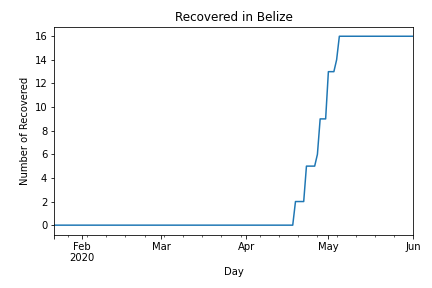 Recovered in Belize
Number of Recovered
16
14
12
10
8
6
4
2
0
Feb
2020
Mar
Apr
May
Jun
Day